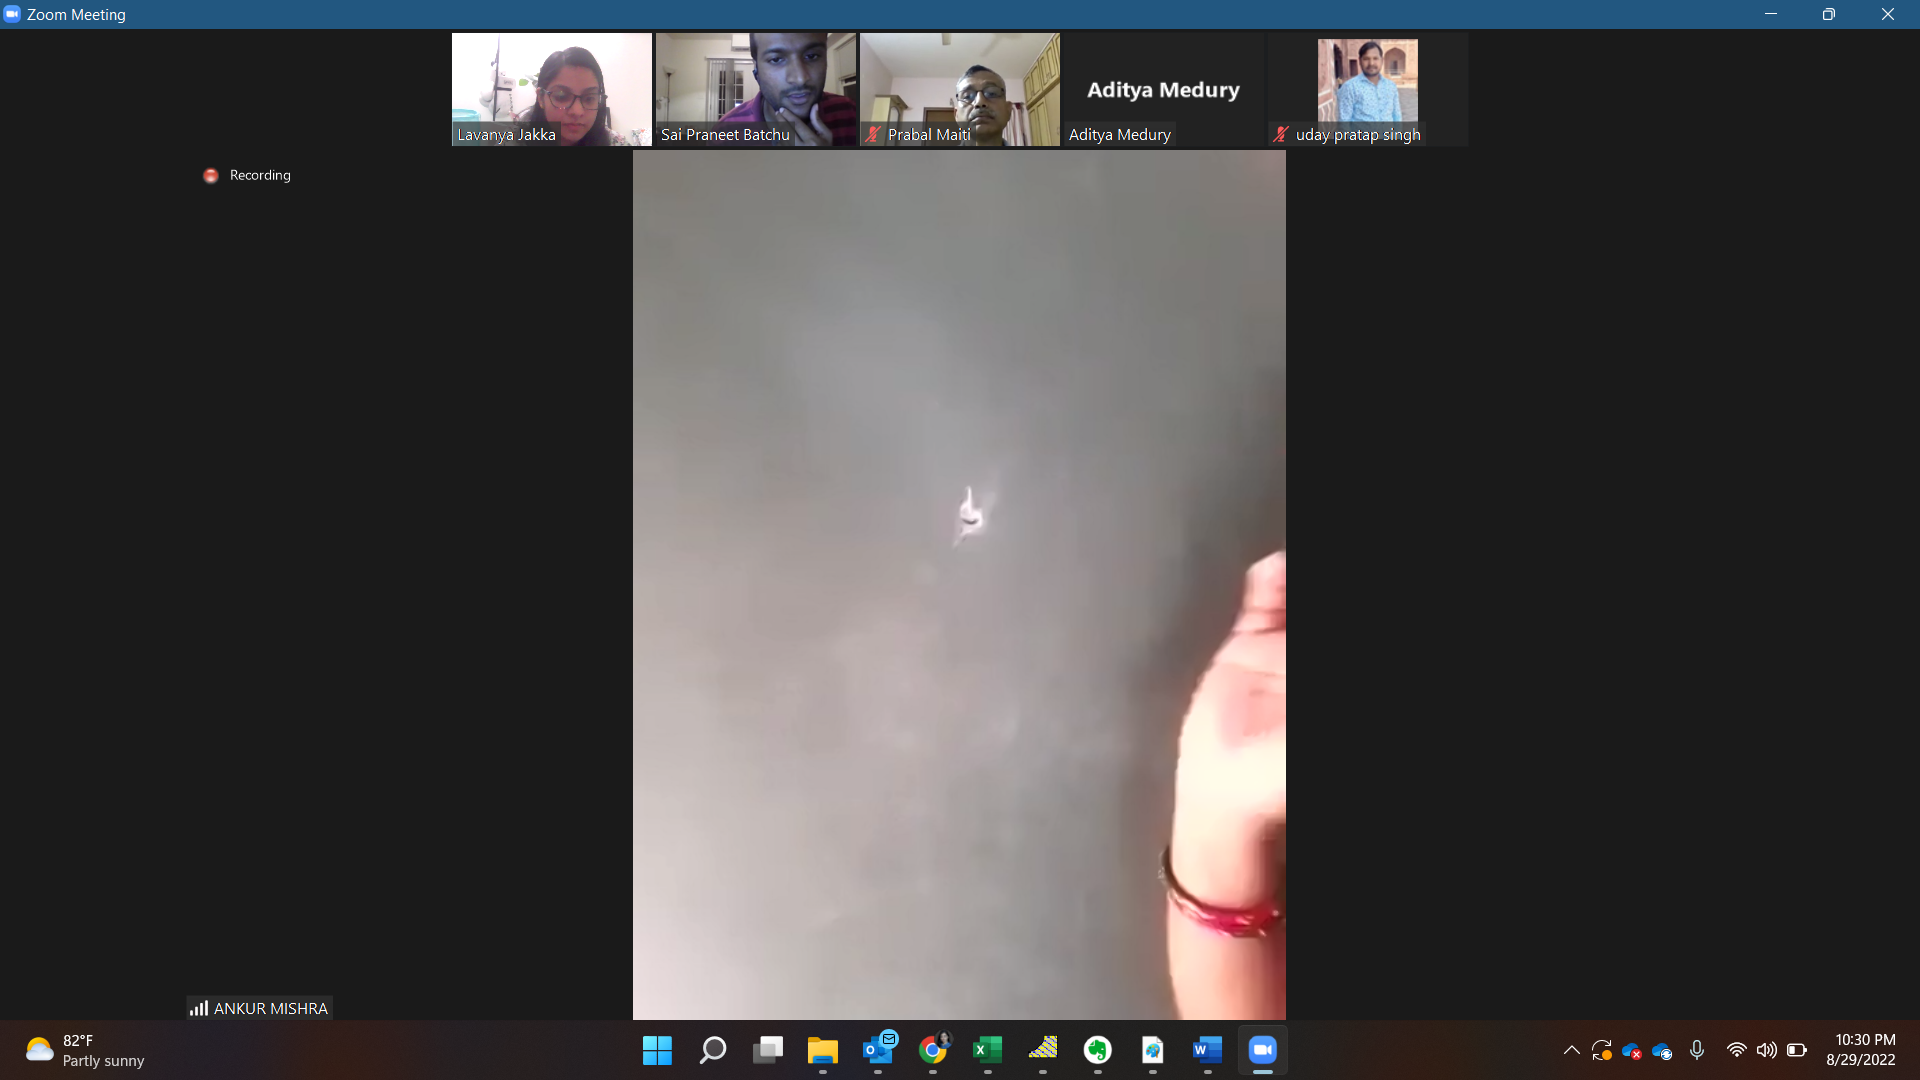 Zoom Meeting
Lavanya Jakka
Sai Praneet Batchu
Prabal Maiti
Aditya Medury
Aditya Medury
uday pratap singh
Recording
ANKUR MISHRA
82°F
Partly sunny
10:30 PM
8/29/2022